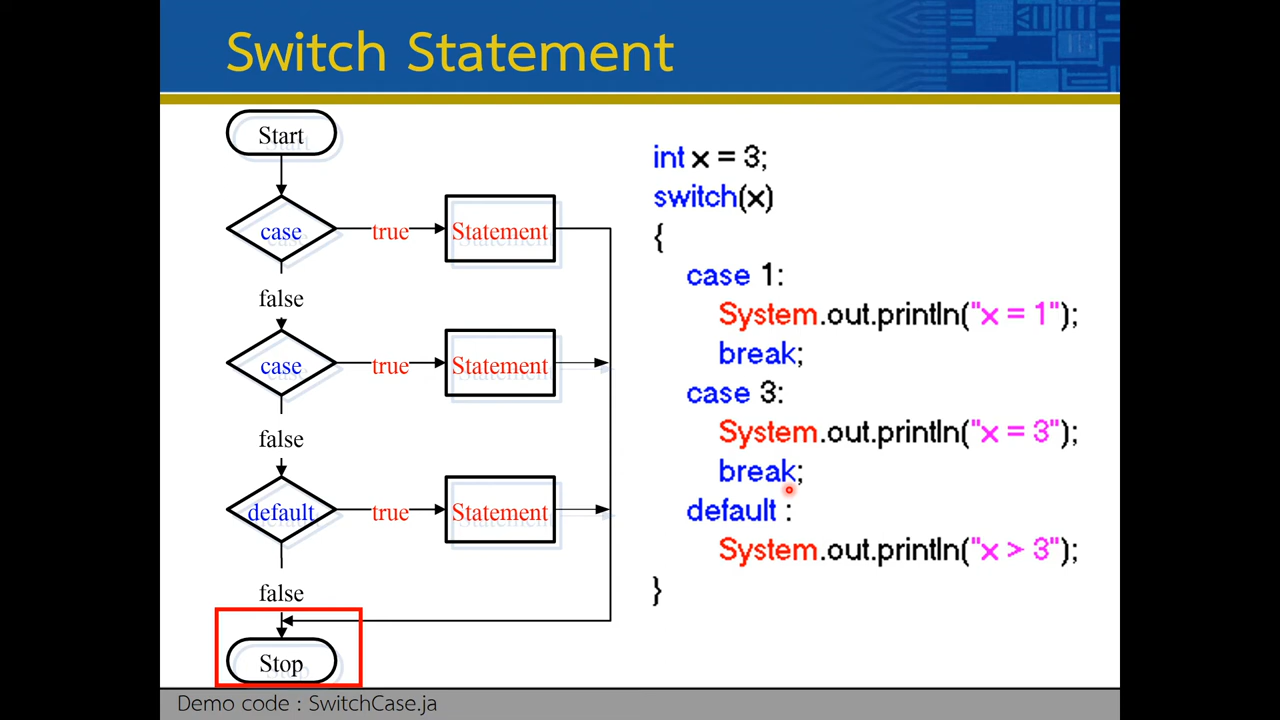 Switch Statement
Start
case
true
Statement
false
case
true
Statement
false
default
true
Statement
false
Stop
int x = 3;
switch(x)
{
case 1:
System.out.println("x = 1");
break;
case 3:
System.out.println("x = 3");
break;
default :
System.out.println("x > 3");
}
Demo code : SwitchCase.ja